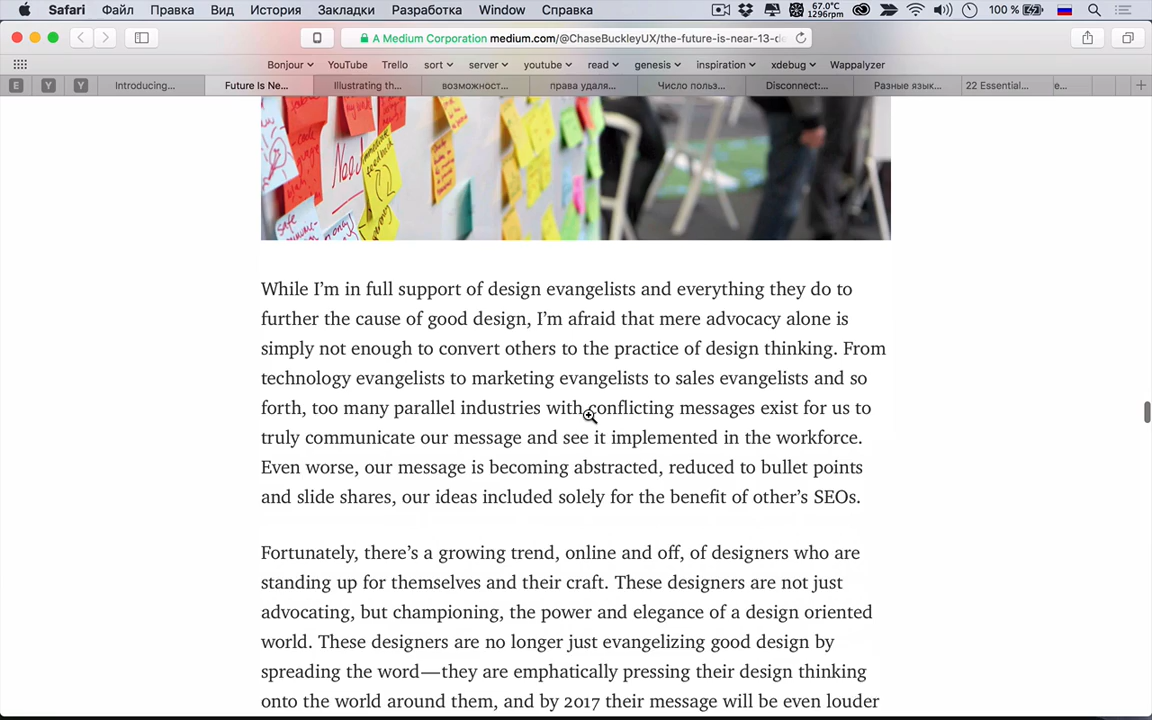 Safari Файл Правка Вид История Закладки Разработка Window Справка 67.0°C 1296rpm 100 %
A Medium Corporation medium.com/@ChaseBuckleyUX/the-future-is-near-13-de
Bonjour YouTube Trello sort server youtube read genesis inspiration xdebug Wappalyzer
E Y Y Introducing... Future Is Ne... Illustrating th... возможност... права удаля... Число польз... Disconnect:... Разные язык... 22 Essential... e...
Need
safe
While I’m in full support of design evangelists and everything they do to
further the cause of good design, I’m afraid that mere advocacy alone is
simply not enough to convert others to the practice of design thinking. From
technology evangelists to marketing evangelists to sales evangelists and so
forth, too many parallel industries with conflicting messages exist for us to
truly communicate our message and see it implemented in the workforce.
Even worse, our message is becoming abstracted, reduced to bullet points
and slide shares, our ideas included solely for the benefit of other’s SEOs.
Fortunately, there’s a growing trend, online and off, of designers who are
standing up for themselves and their craft. These designers are not just
advocating, but championing, the power and elegance of a design oriented
world. These designers are no longer just evangelizing good design by
spreading the word—they are emphatically pressing their design thinking
onto the world around them, and by 2017 their message will be even louder